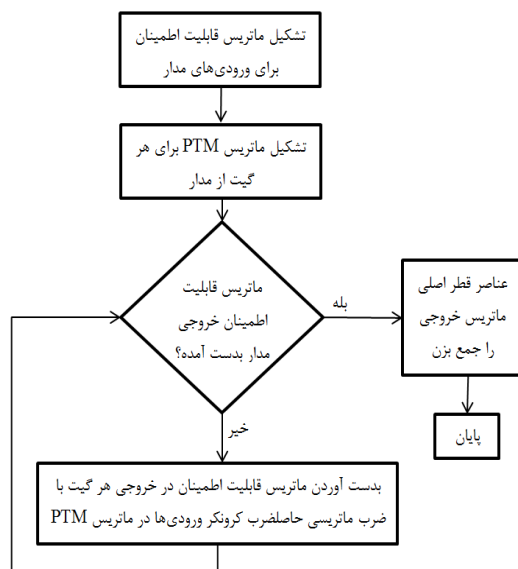 تشکیل ماتریس قابلیت اطمینان
برای ورودی‌های مدار
تشکیل ماتریس PTM برای هر
گیت از مدار
ماتریس قابلیت
اطمینان خروجی
مدار بدست آمده؟
بله
عناصر قطر اصلی
ماتریس خروجی
را جمع بزن
پایان
خیر
بدست آوردن ماتریس قابلیت اطمینان در خروجی هر گیت با
ضرب ماتریسی حاصلضرب کرونکر ورودی‌ها در ماتریس PTM